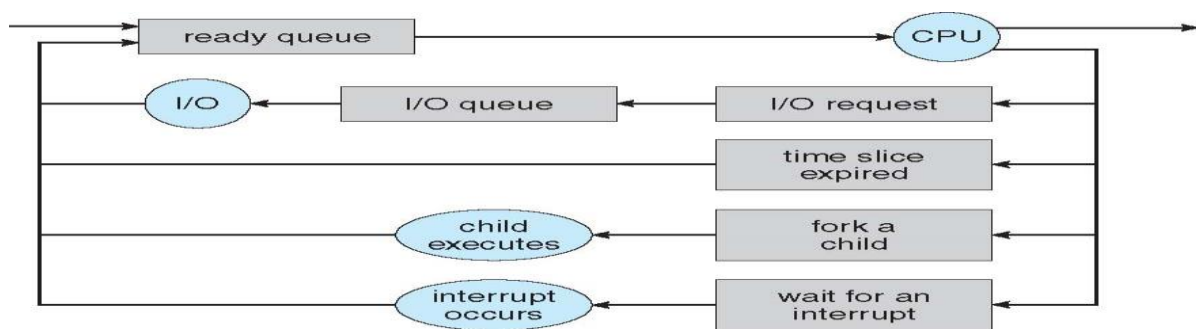 ready queue
CPU
I/O
I/O queue
I/O request
time slice
expired
child
executes
fork a
child
interrupt
occurs
wait for an
interrupt